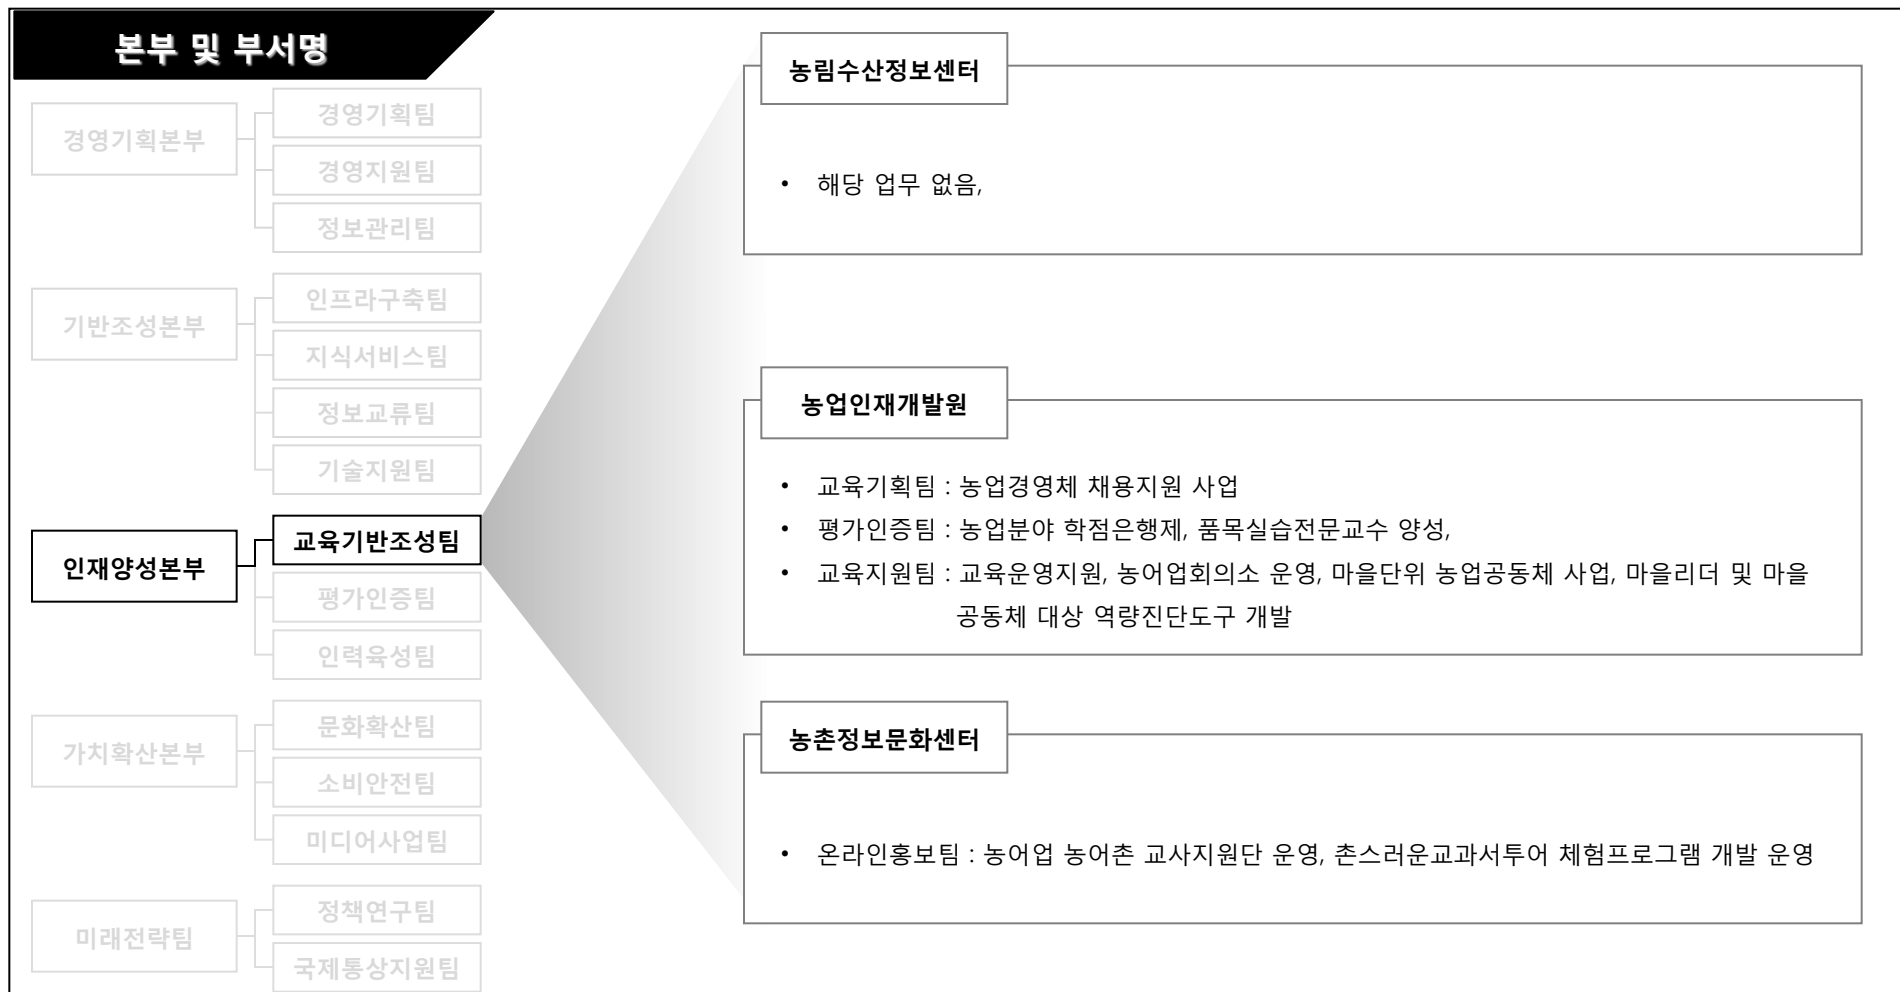 본부 및 부서명
경영기획본부
경영기획팀
경영지원팀
정보관리팀
기반조성본부
인프라구축팀
지식서비스팀
정보교류팀
기술지원팀
인재양성본부
교육기반조성팀
평가인증팀
인력육성팀
가치확산본부
문화확산팀
소비안전팀
미디어사업팀
미래전략팀
정책연구팀
국제통상지원팀
농림수산정보센터
• 해당 업무 없음,
농업인재개발원
• 교육기획팀 : 농업경영체 채용지원 사업
• 평가인증팀 : 농업분야 학점은행제, 품목실습전문교수 양성,
• 교육지원팀 : 교육운영지원, 농어업회의소 운영, 마을단위 농업공동체 사업, 마을리더 및 마을
공동체 대상 역량진단도구 개발
농촌정보문화센터
• 온라인홍보팀 : 농어업 농어촌 교사지원단 운영, 촌스러운교과서투어 체험프로그램 개발 운영